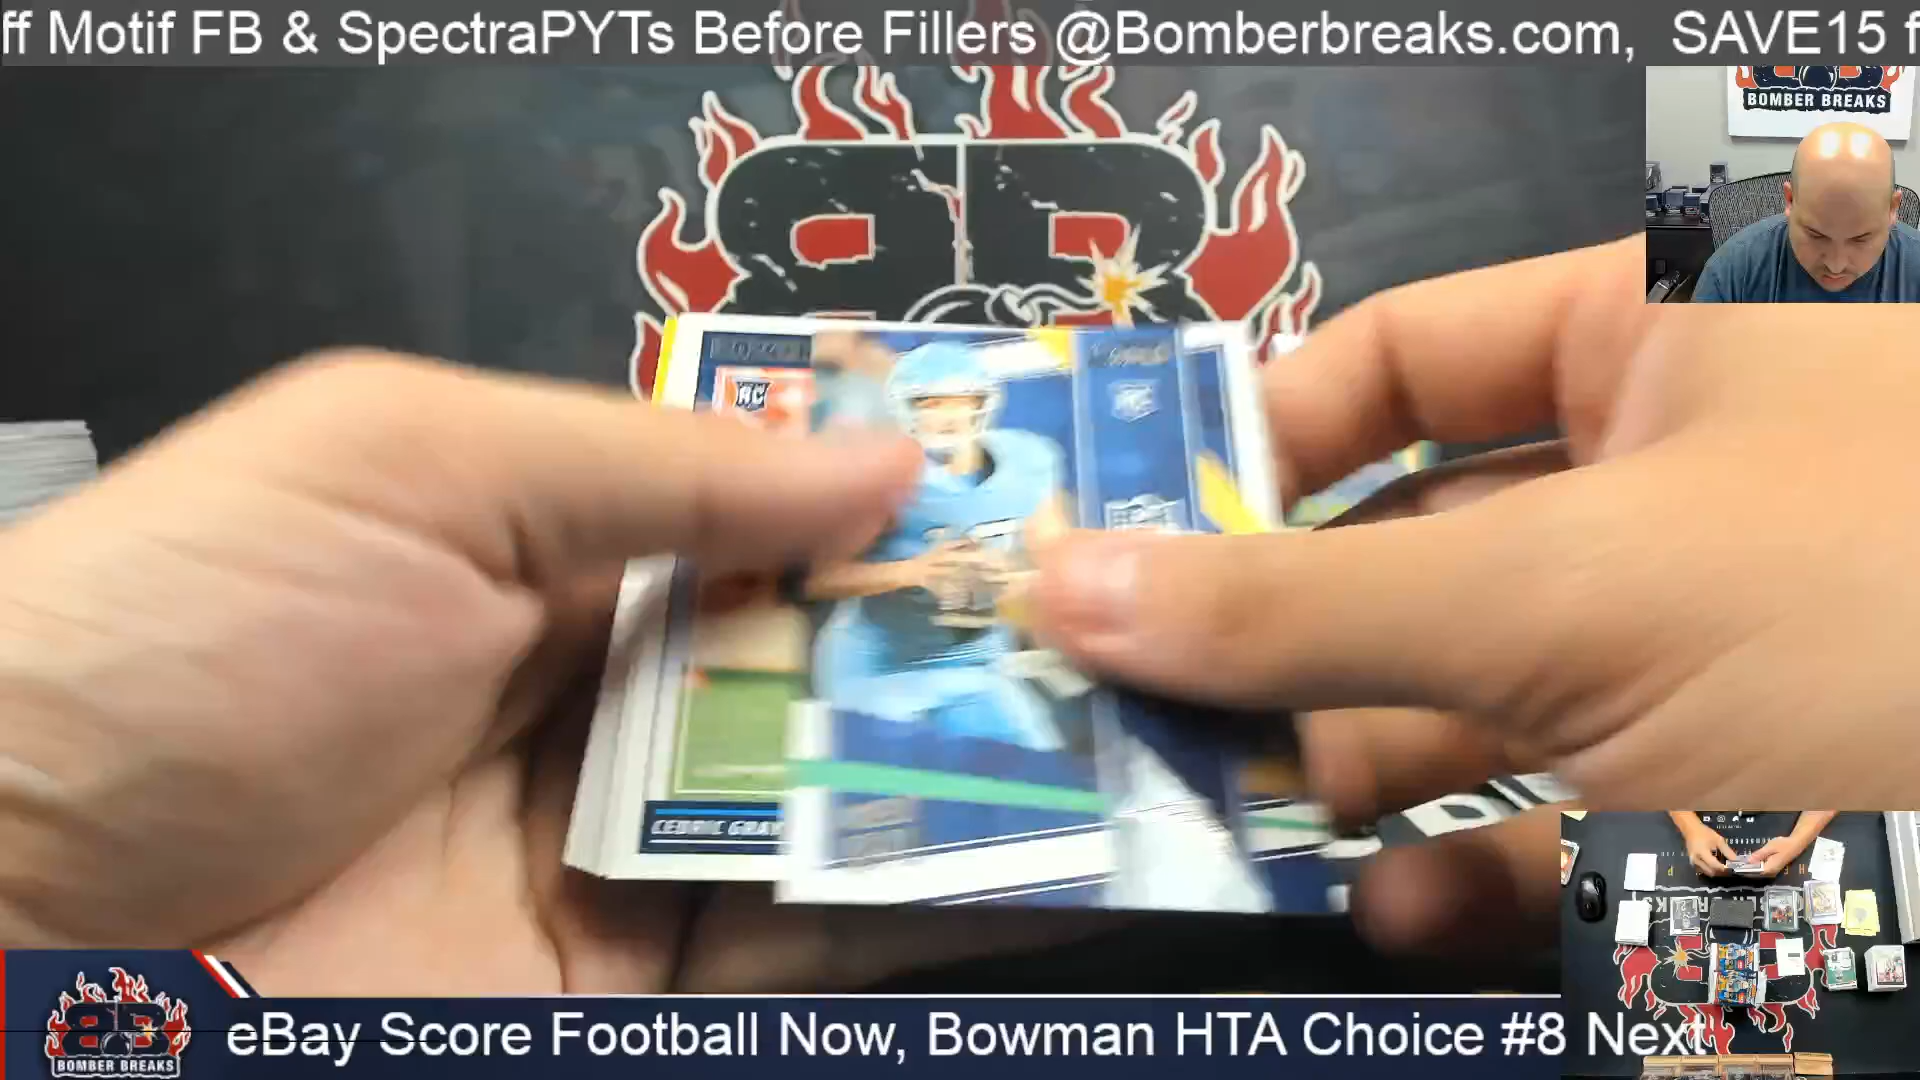 ff Motif FB & SpectraPYTs Before Fillers @Bomberbreaks.com, SAVE15 f
BOMBER BREAKS
RC
CEDRIC GRAY
BOMBER BREAKS
eBay Score Football Now, Bowman HTA Choice #8 Next